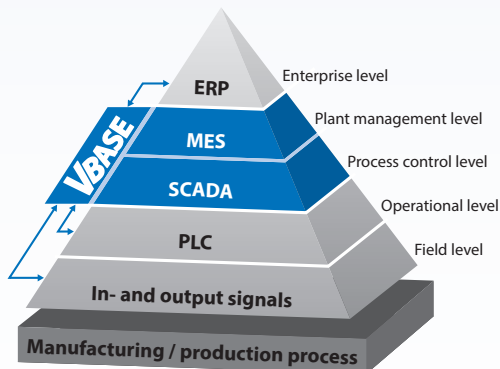 ERP
Enterprise level
VBASE
MES
Plant management level
SCADA
Process control level
PLC
Operational level
In- and output signals
Field level
Manufacturing / production process